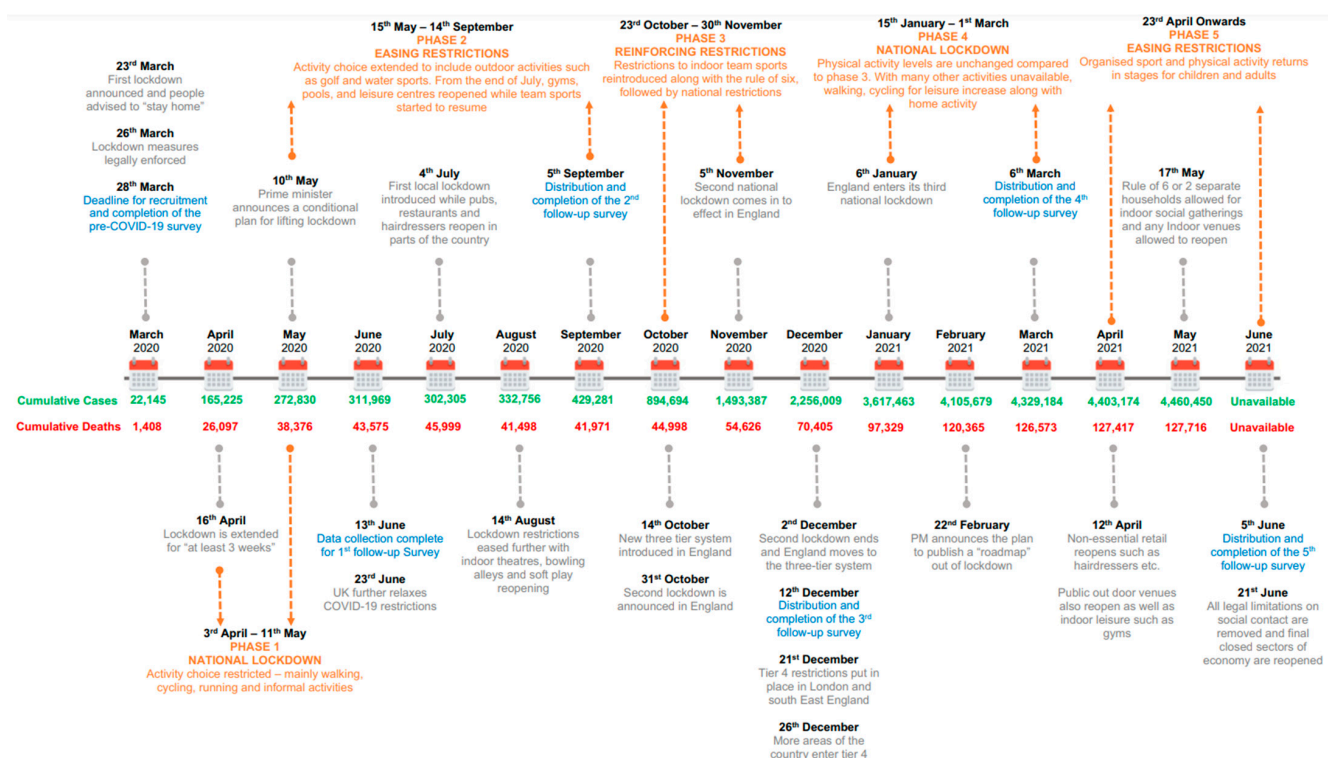 15th May – 14th September
PHASE 2
EASING RESTRICTIONS
Activity choice extended to include outdoor activities such
as golf and water sports. From the end of July, gyms,
pools, and leisure centres reopened while team sports
started to resume
23rd October – 30th November
PHASE 3
REINFORCING RESTRICTIONS
Restrictions to indoor team sports
reintroduced along with the rule of six,
followed by national restrictions
15th January – 1st March
PHASE 4
NATIONAL LOCKDOWN
Physical activity levels are unchanged compared
to phase 3. With many other activities unavailable,
walking, cycling for leisure increase along with
home activity
23rd April Onwards
PHASE 5
EASING RESTRICTIONS
Organised sport and physical activity returns
in stages for children and adults
23rd March
First lockdown
announced and people
advised to “stay home”
26th March
Lockdown measures
legally enforced
28th March
Deadline for recruitment
and completion of the
pre-COVID-19 survey
10th May
Prime minister
announces a conditional
plan for lifting lockdown
4th July
First local lockdown
introduced while pubs,
restaurants and
hairdressers reopen in
parts of the country
5th September
Distribution and
completion of the 2nd
follow-up survey
5th November
Second national
lockdown comes in to
effect in England
6th January
England enters its third
national lockdown
6th March
Distribution and
completion of the 4th
follow-up survey
17th May
Rule of 6 or 2 separate
households allowed for
indoor social gatherings
and any Indoor venues
allowed to reopen
March April May June July August September October November December January February March April May June
2020 2020 2020 2020 2020 2020 2020 2020 2020 2020 2021 2021 2021 2021 2021 2021
Cumulative Cases 22,145 165,225 272,830 311,969 302,305 332,756 429,281 894,694 1,493,387 2,256,009 3,617,463 4,105,679 4,329,184 4,403,174 4,460,450 Unavailable
Cumulative Deaths 1,408 26,097 38,376 43,575 45,999 41,498 41,971 44,998 54,626 70,405 97,329 120,365 126,573 127,417 127,716 Unavailable
16th April
Lockdown is extended
for “at least 3 weeks”
3rd April – 11th May
PHASE 1
NATIONAL LOCKDOWN
Activity choice restricted – mainly walking,
cycling, running and informal activities
13th June
Data collection complete
for 1st follow-up Survey
23rd June
UK further relaxes
COVID-19 restrictions
14th August
Lockdown restrictions
eased further with
indoor theatres, bowling
alleys and soft play
reopening
14th October
New three tier system
introduced in England
31st October
Second lockdown is
announced in England
2nd December
Second lockdown ends
and England moves to
the three-tier system
12th December
Distribution and
completion of the 3rd
follow-up survey
21st December
Tier 4 restrictions put in
place in London and
south East England
26th December
More areas of the
country enter tier 4
22nd February
PM announces the plan
to publish a “roadmap”
out of lockdown
12th April
Non-essential retail
reopens such as
hairdressers etc.
Public out door venues
also reopen as well as
indoor leisure such as
gyms
5th June
Distribution and
completion of the 5th
follow-up survey
21st June
All legal limitations on
social contact are
removed and final
closed sectors of
economy are reopened